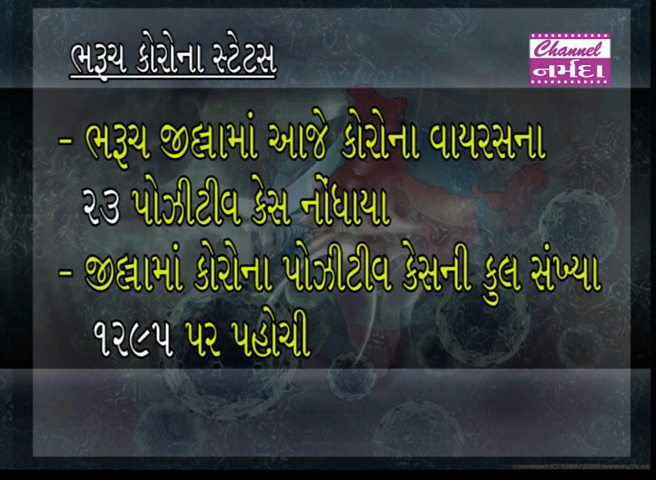 ભરૂચ કોરોના સ્ટેટસ
Channel
નર્મદા
- ભરૂચ જીલ્લામાં આજે કોરોના વાયરસના
૨૩ પોઝીટીવ કેસ નોંધાયા
- જીલ્લામાં કોરોના પોઝીટીવ કેસની કુલ સંખ્યા
૧૨૯૫ પર પહોચી